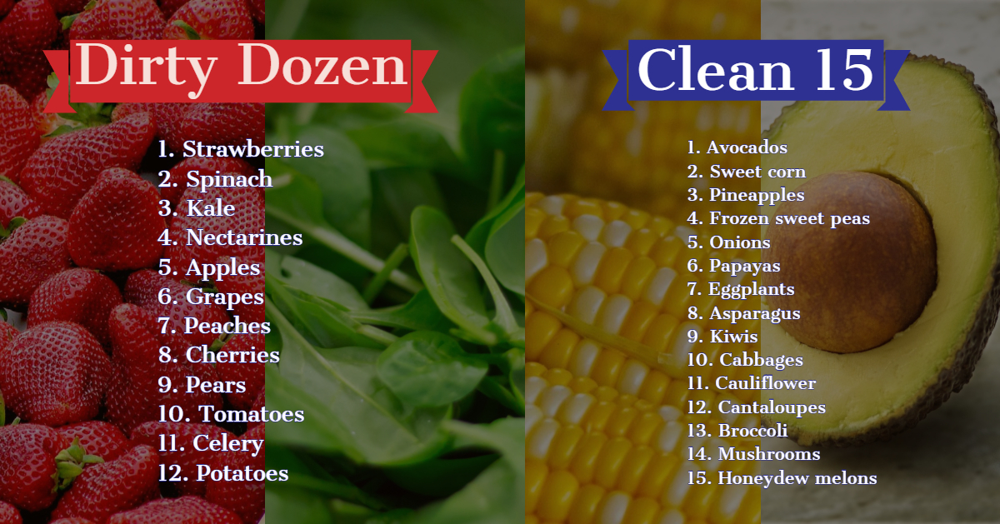 Dirty Dozen
1. Strawberries
2. Spinach
3. Kale
4. Nectarines
5. Apples
6. Grapes
7. Peaches
8. Cherries
9. Pears
10. Tomatoes
11. Celery
12. Potatoes
Clean 15
1. Avocados
2. Sweet corn
3. Pineapples
4. Frozen sweet peas
5. Onions
6. Papayas
7. Eggplants
8. Asparagus
9. Kiwis
10. Cabbages
11. Cauliflower
12. Cantaloupes
13. Broccoli
14. Mushrooms
15. Honeydew melons